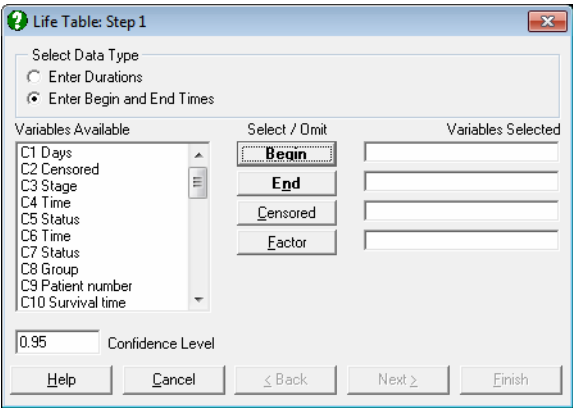 Life Table: Step 1
Select Data Type
Enter Durations
Enter Begin and End Times
Variables Available
Select / Omit
Variables Selected
C1 Days
C2 Censored
C3 Stage
C4 Time
C5 Status
C6 Time
C7 Status
C8 Group
C9 Patient number
C10 Survival time
Begin
End
Censored
Factor
0.95 Confidence Level
Help Cancel < Back Next > Finish